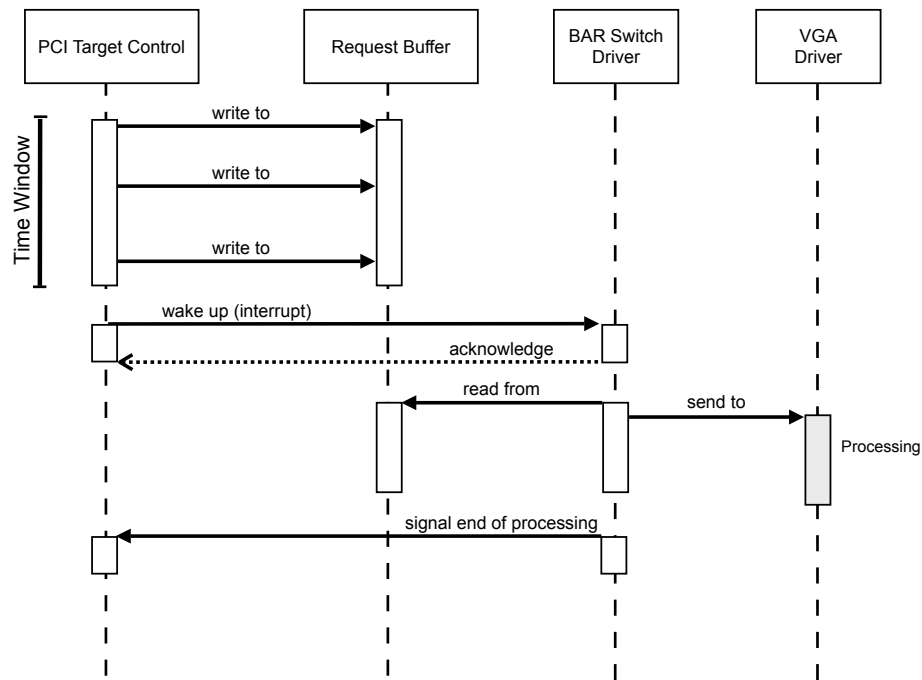 PCI Target Control
Request Buffer
BAR Switch
Driver
VGA
Driver
Time Window
write to
write to
write to
wake up (interrupt)
acknowledge
read from
send to
Processing
signal end of processing